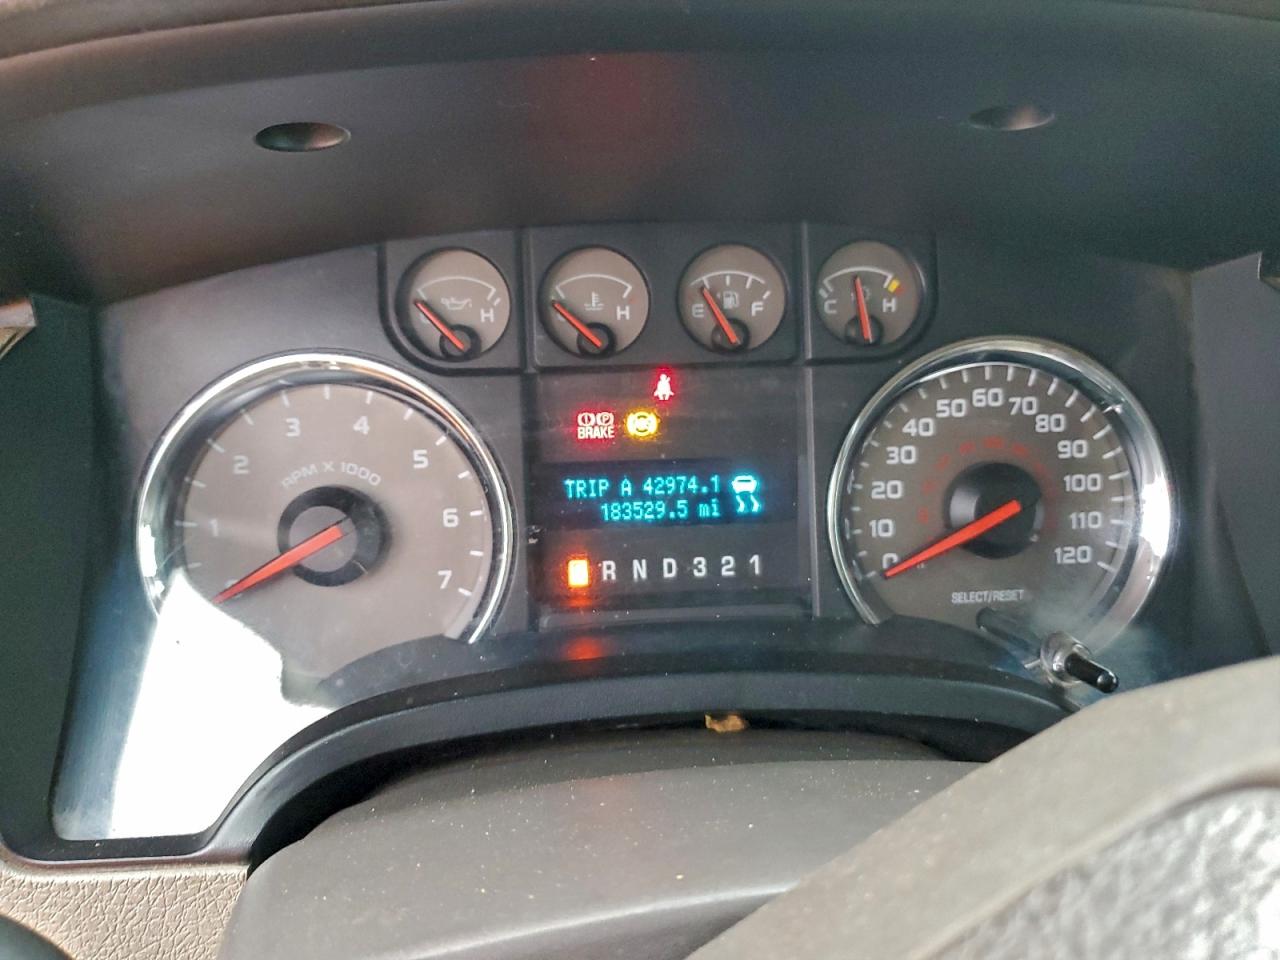 H
H
E F
C H
1 2 3 4 5 6 7
RPM X 1000
BRAKE
ABS
TRIP A 42974.1
183529.5 mi
R N D 3 2 1
0 10 20 30 40 50 60 70 80 90 100 110 120
SELECT/RESET